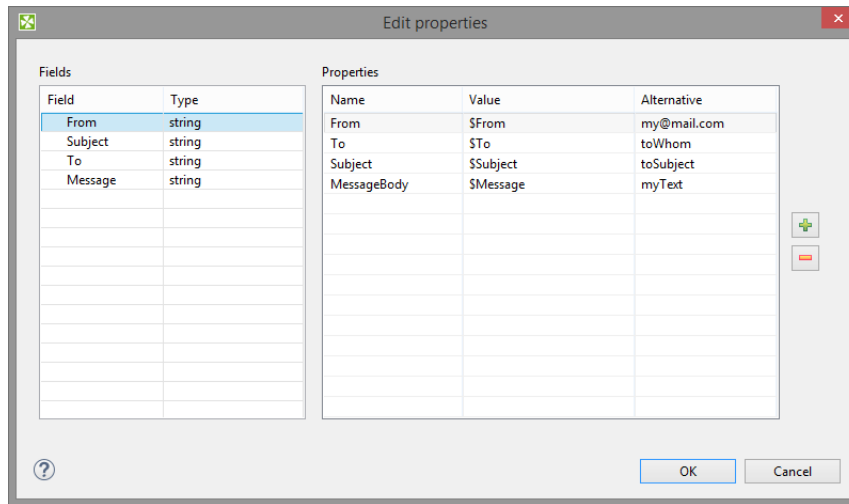 Edit properties
Fields
Properties
Field Type
Name Value Alternative
From string
Subject string
To string
Message string
From $From my@mail.com
To $To toWhom
Subject $Subject toSubject
MessageBody $Message myText
?
OK Cancel